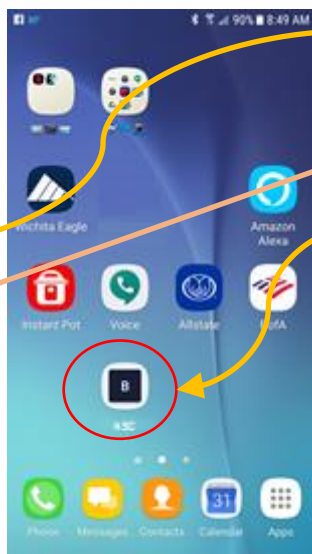 90% 8:49 AM
Wichita Eagle
Amazon
Alexa
Instant Pot
Voice
Allstate
BofA
B
KSC
Phone
Messages
Contacts
31
Calendar
Apps